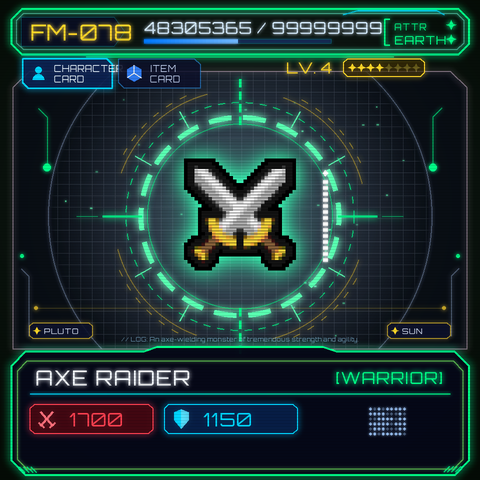 FM-078
48305365 / 99999999
ATTR
EARTH
CHARACTER
CARD
ITEM
CARD
LV. 4
PLUTO
SUN
// LOG: An axe-wielding monster of tremendous strength and agility.
AXE RAIDER
[WARRIOR]
1700
1150